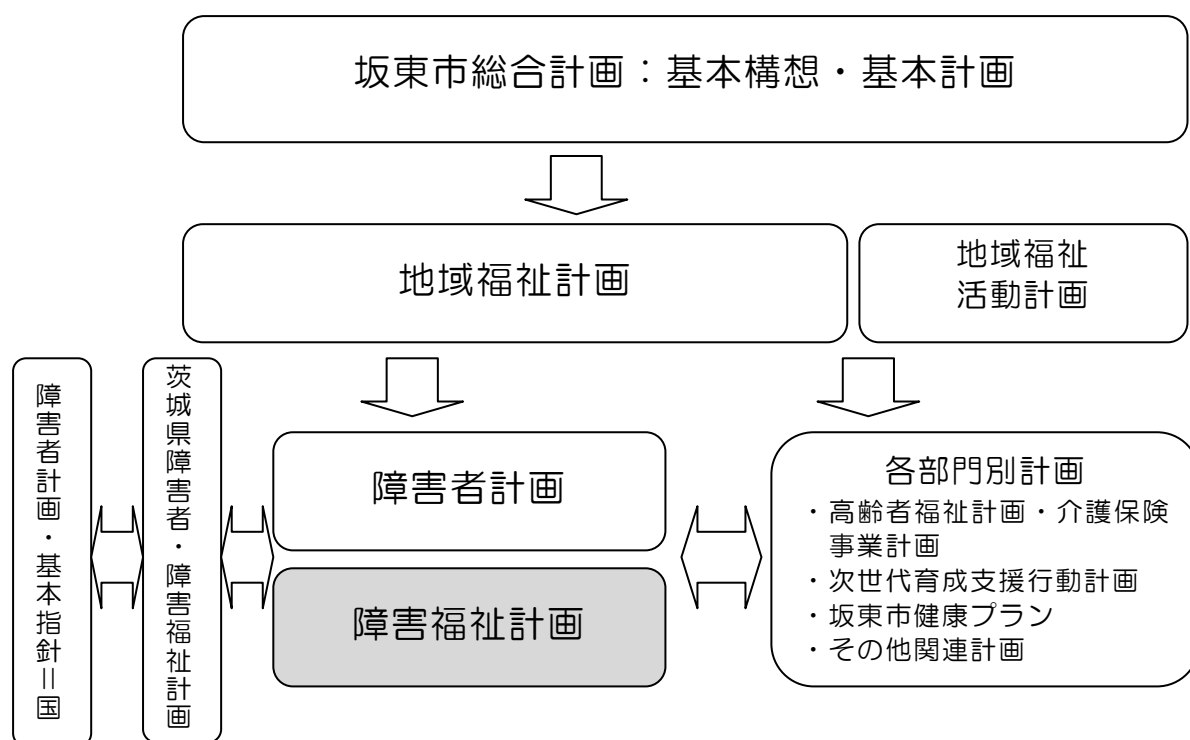 坂東市総合計画：基本構想・基本計画
地域福祉計画
地域福祉
活動計画
障害者計画・基本指針＝国
茨城県障害者・障害福祉計画
障害者計画
障害福祉計画
各部門別計画
・高齢者福祉計画・介護保険
事業計画
・次世代育成支援行動計画
・坂東市健康プラン
・その他関連計画